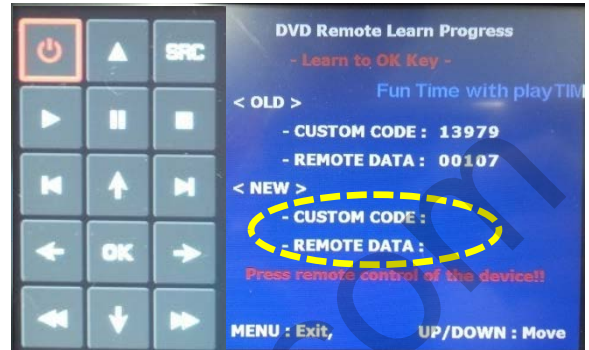 SRC
OK
DVD Remote Learn Progress
- Learn to OK Key -
Fun Time with playTIM
< OLD >
- CUSTOM CODE : 13979
- REMOTE DATA : 00107
< NEW >
- CUSTOM CODE :
- REMOTE DATA :
Press remote control of the device!!
MENU : Exit, UP/DOWN : Move
com